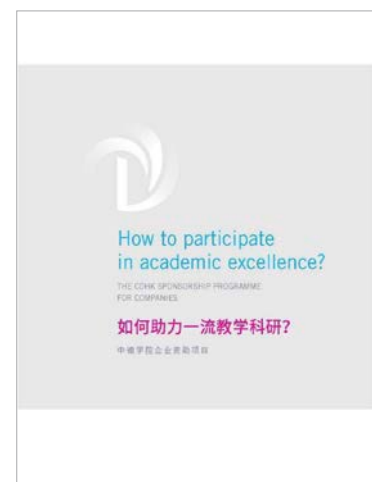 How to participate
in academic excellence?
THE CDHK SPONSORSHIP PROGRAMME
FOR COMPANIES
如何助力一流教学科研?
中德学院企业资助项目